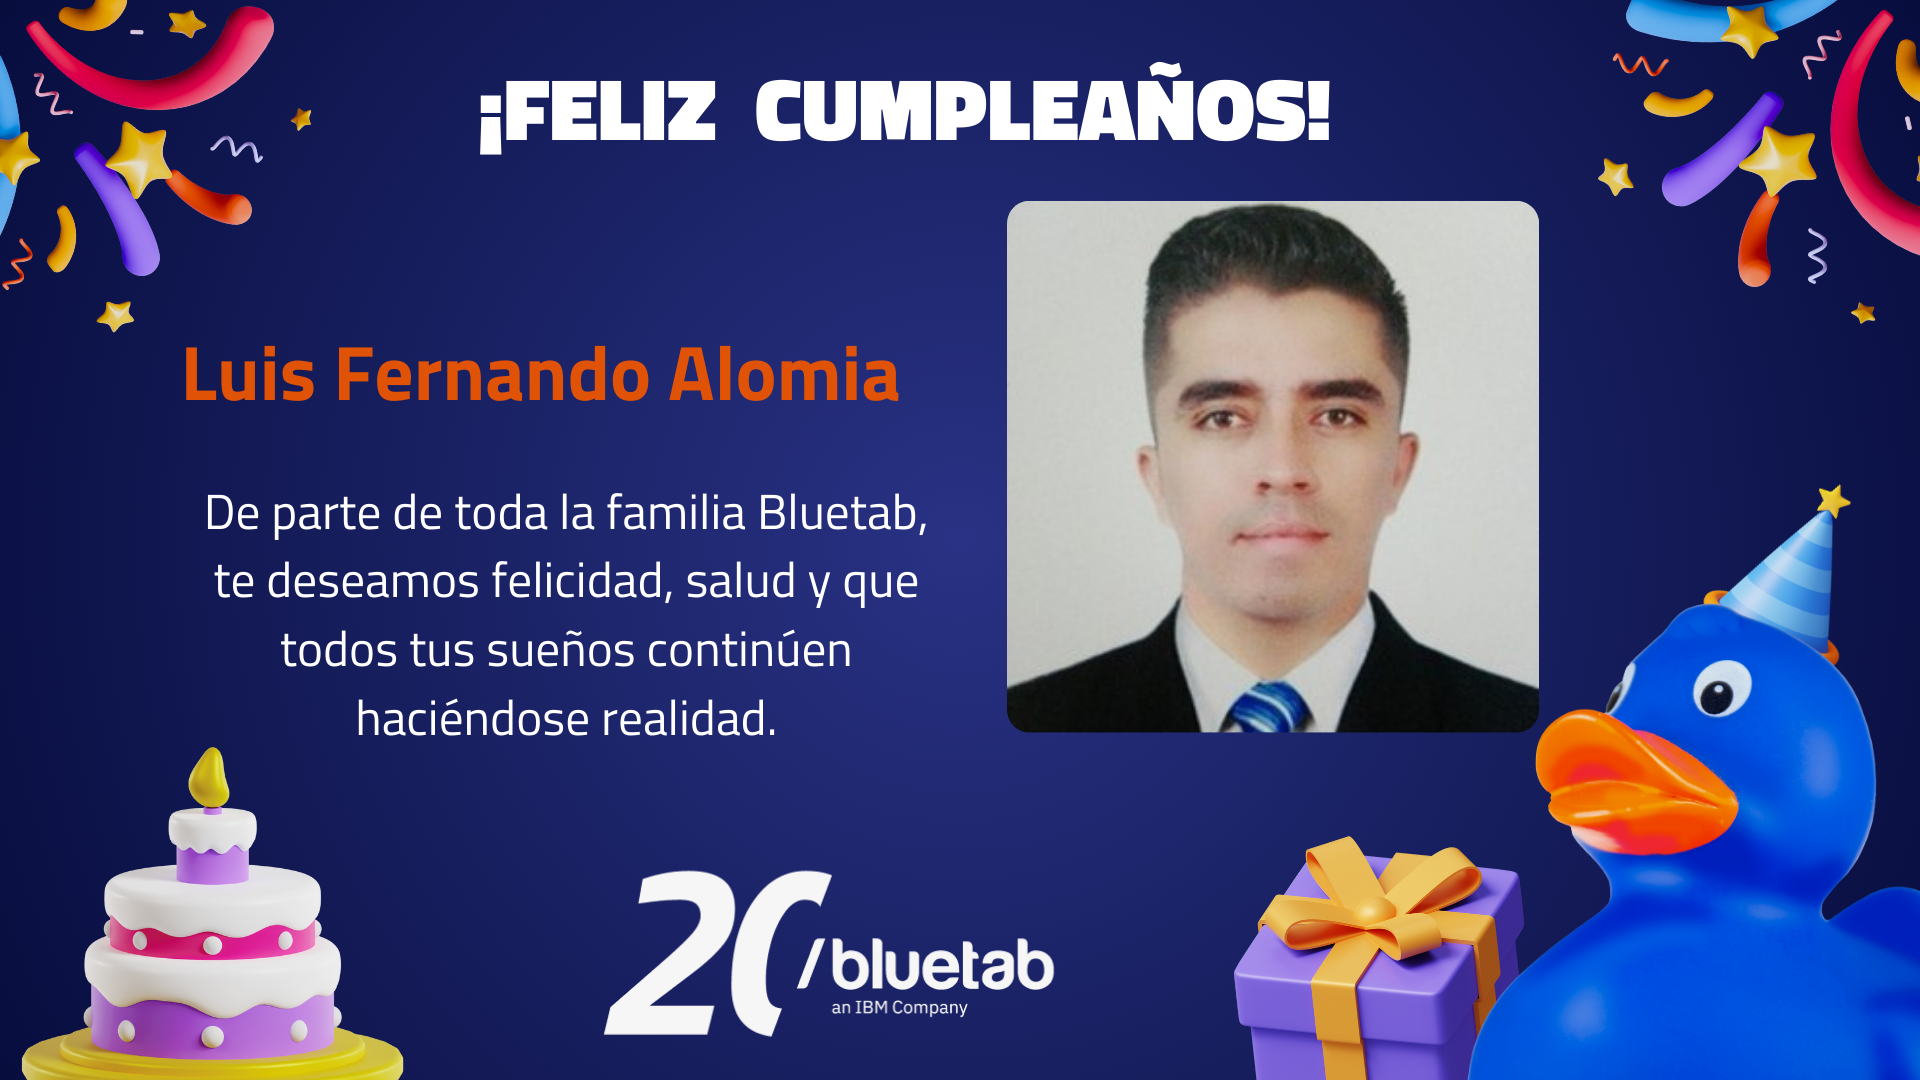 ¡FELIZ CUMPLEAÑOS!
Luis Fernando Alomia
De parte de toda la familia Bluetab,
te deseamos felicidad, salud y que
todos tus sueños continúen
haciéndose realidad.
20/bluetab
an IBM Company